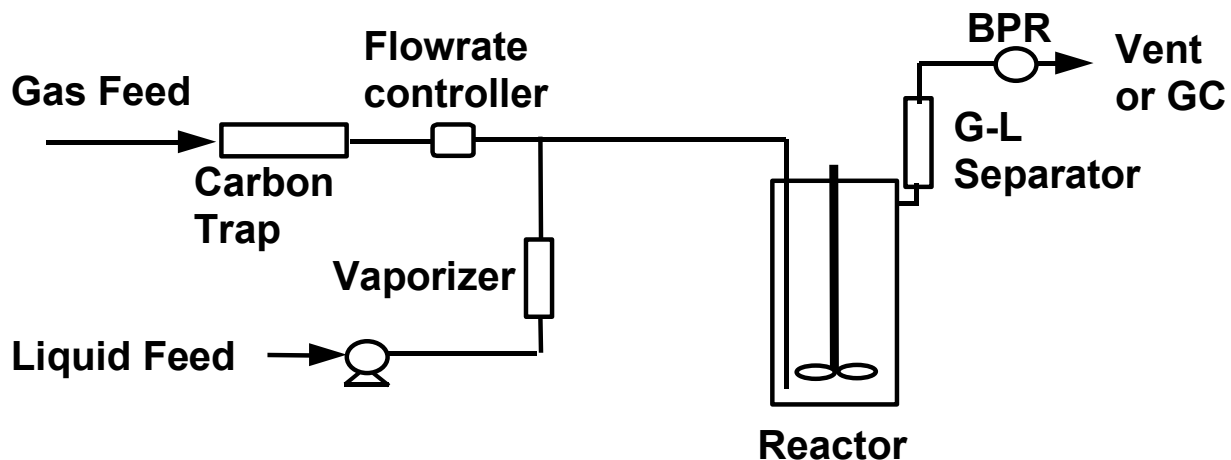 Gas Feed
Flowrate
controller
BPR
Vent
or GC
Carbon
Trap
G-L
Separator
Vaporizer
Liquid Feed
Reactor